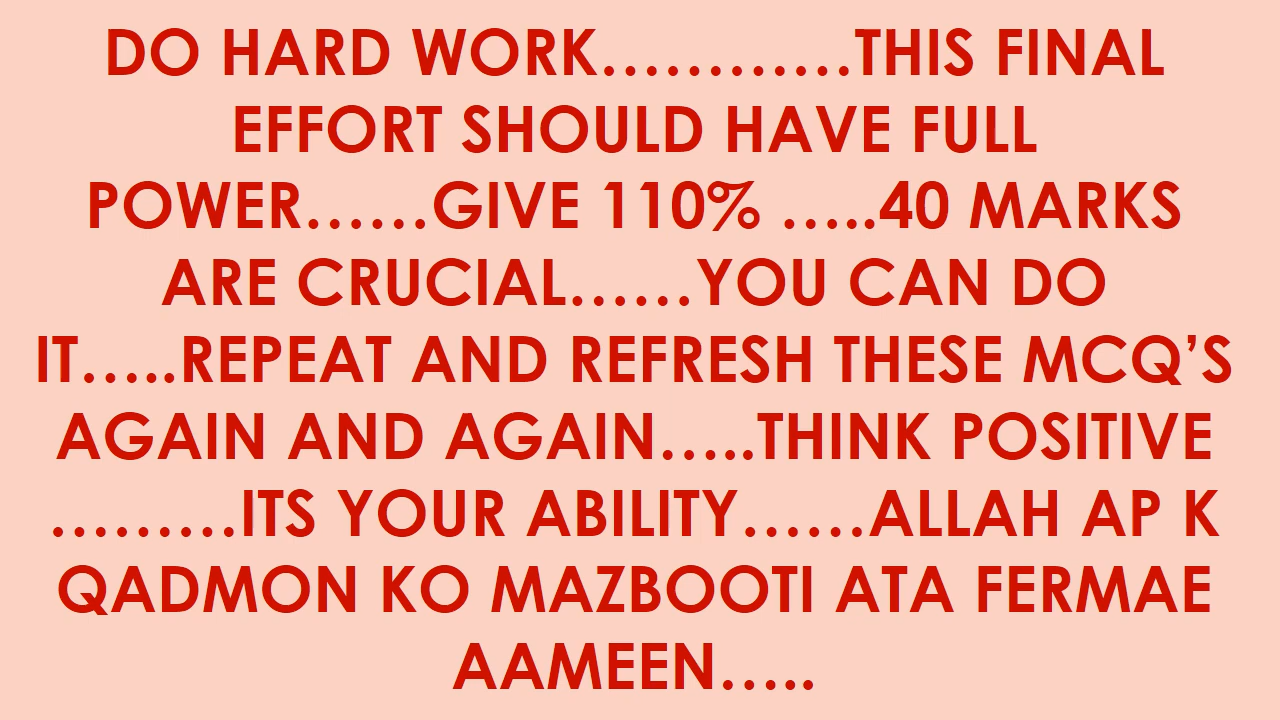 DO HARD WORK…………THIS FINAL
EFFORT SHOULD HAVE FULL
POWER……GIVE 110% …..40 MARKS
ARE CRUCIAL……YOU CAN DO
IT…..REPEAT AND REFRESH THESE MCQ’S
AGAIN AND AGAIN…..THINK POSITIVE
………ITS YOUR ABILITY……ALLAH AP K
QADMON KO MAZBOOTI ATA FERMAE
AAMEEN…..